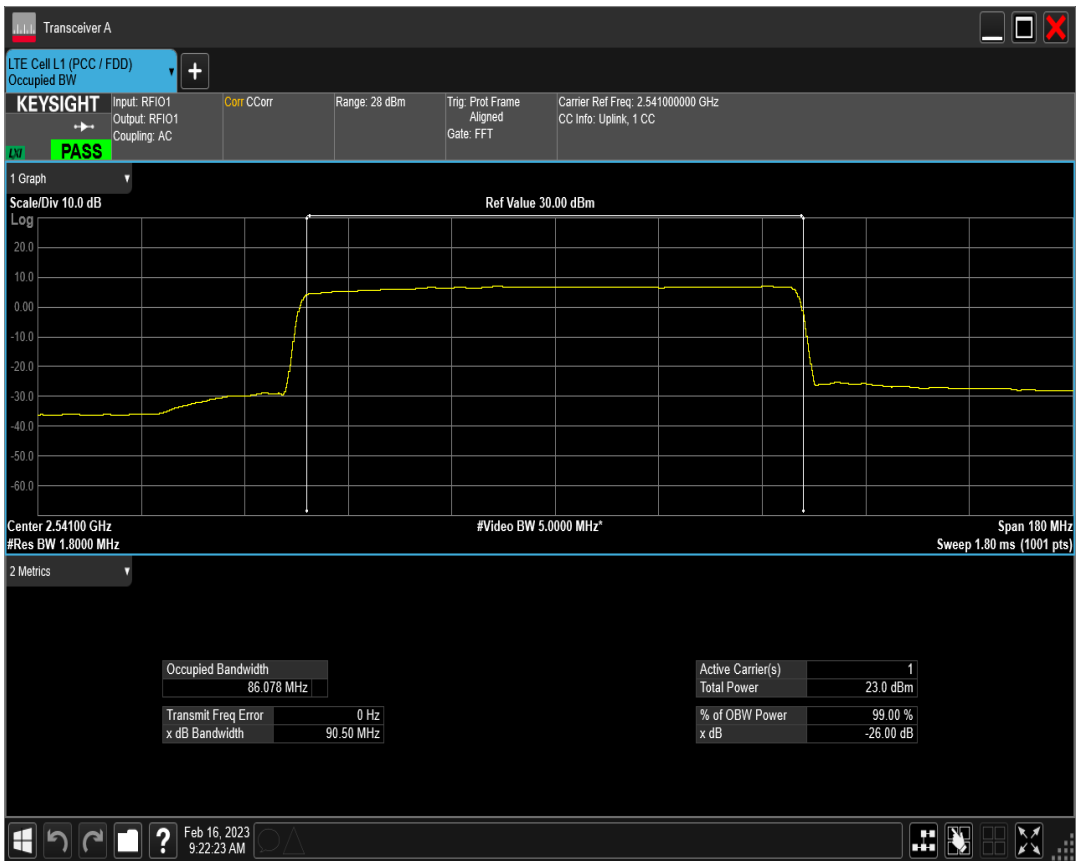 Transceiver A
LTE Cell L1 (PCC / FDD)
Occupied BW
KEYSIGHT
LXI
PASS
Input: RFIO1
Output: RFIO1
Coupling: AC
Corr CCorr
Range: 28 dBm
Trig: Prot Frame
Aligned
Gate: FFT
Carrier Ref Freq: 2.541000000 GHz
CC Info: Uplink, 1 CC
1 Graph
Scale/Div 10.0 dB
Ref Value 30.00 dBm
Log
20.0
10.0
0.00
-10.0
-20.0
-30.0
-40.0
-50.0
-60.0
Center 2.54100 GHz
#Video BW 5.0000 MHz*
Span 180 MHz
#Res BW 1.8000 MHz
Sweep 1.80 ms (1001 pts)
2 Metrics
Occupied Bandwidth
86.078 MHz
Transmit Freq Error 0 Hz
x dB Bandwidth 90.50 MHz
Active Carrier(s) 1
Total Power 23.0 dBm
% of OBW Power 99.00 %
x dB -26.00 dB
Feb 16, 2023
9:22:23 AM